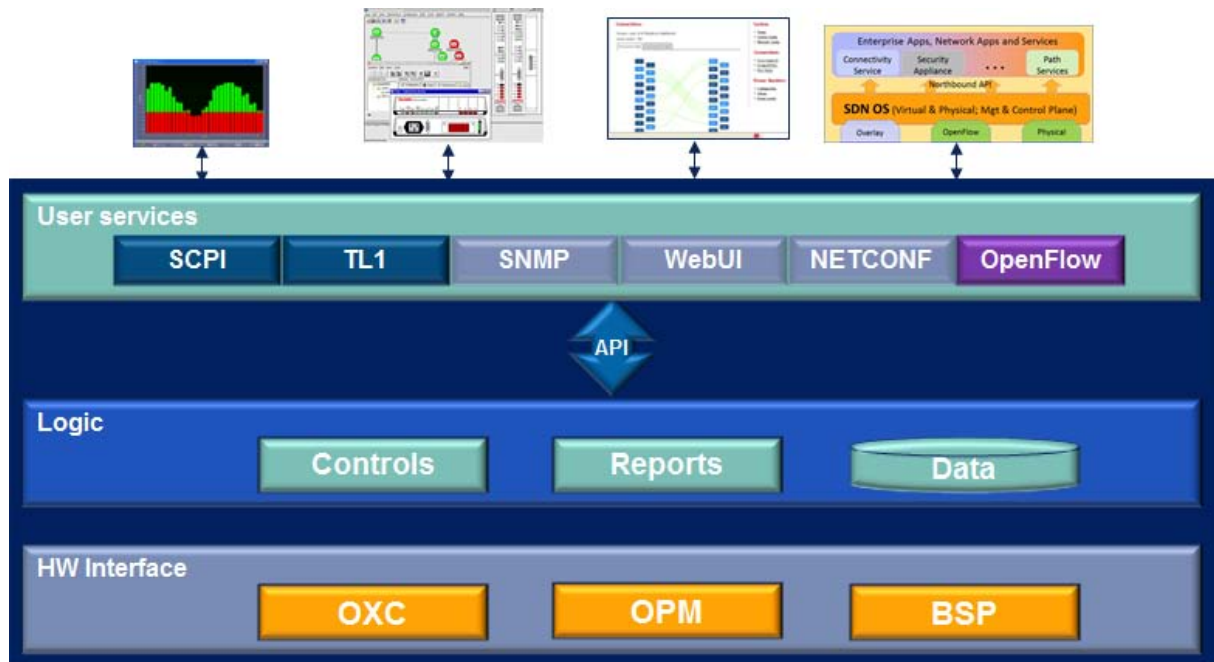 Enterprise Apps, Network Apps and Services
Connectivity Service
Security Appliance
...
Path Services
Northbound API
SDN OS (Virtual & Physical; Mgt & Control Plane)
Overlay
OpenFlow
Physical
User services
SCPI
TL1
SNMP
WebUI
NETCONF
OpenFlow
API
Logic
Controls
Reports
Data
HW Interface
OXC
OPM
BSP